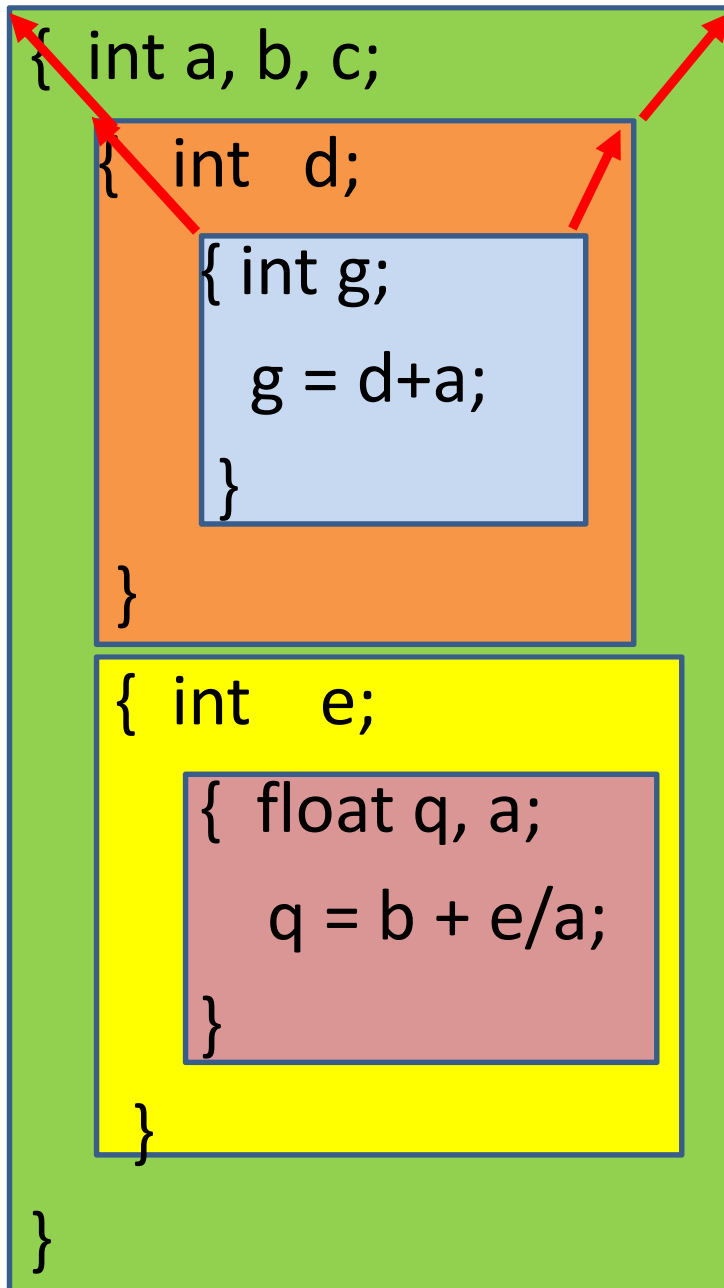 { int a, b, c;
{ int d;
{ int g;
g = d+a;
}
}
{ int e;
{ float q, a;
q = b + e/a;
}
}
}